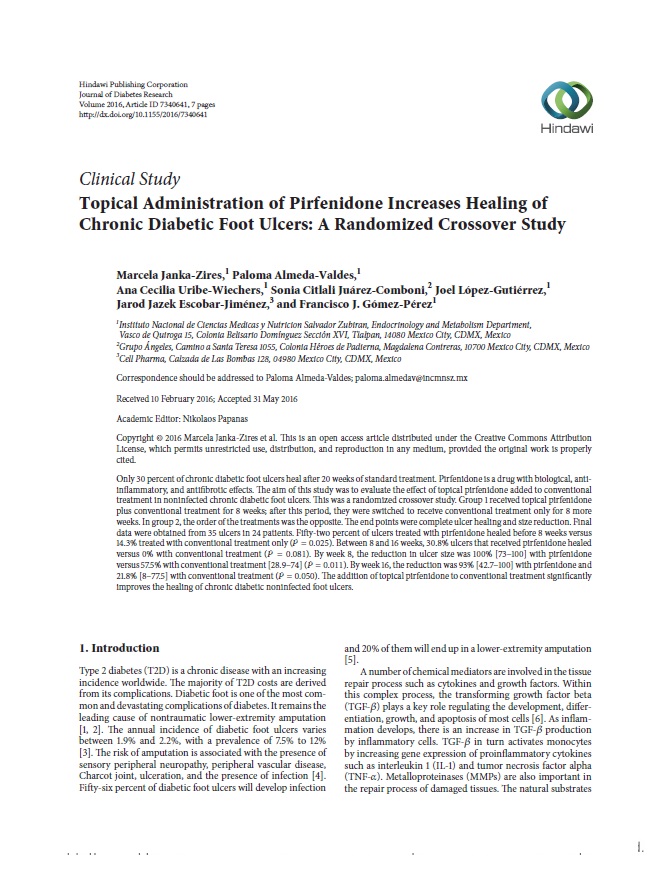 Hindawi Publishing Corporation
Journal of Diabetes Research
Volume 2016, Article ID 7340641, 7 pages
http://dx.doi.org/10.1155/2016/7340641
Hindawi
Clinical Study
Topical Administration of Pirfenidone Increases Healing of
Chronic Diabetic Foot Ulcers: A Randomized Crossover Study
Marcela Janka-Zires,1 Paloma Almeda-Valdes,1
Ana Cecilia Uribe-Wiechers,1 Sonia Citlali Juárez-Comboni,2 Joel López-Gutiérrez,1
Jarod Jazek Escobar-Jiménez,3 and Francisco J. Gómez-Pérez1
1Instituto Nacional de Ciencias Medicas y Nutricion Salvador Zubiran, Endocrinology and Metabolism Department,
Vasco de Quiroga 15, Colonia Belisario Domínguez Sección XVI, Tlalpan, 14080 Mexico City, CDMX, Mexico
2Grupo Ángeles, Camino a Santa Teresa 1055, Colonia Héroes de Padierna, Magdalena Contreras, 10700 Mexico City, CDMX, Mexico
3Cell Pharma, Calzada de Las Bombas 128, 04980 Mexico City, CDMX, Mexico
Correspondence should be addressed to Paloma Almeda-Valdes; paloma.almedav@incmnsz.mx
Received 10 February 2016; Accepted 31 May 2016
Academic Editor: Nikolaos Papanas
Copyright © 2016 Marcela Janka-Zires et al. This is an open access article distributed under the Creative Commons Attribution
License, which permits unrestricted use, distribution, and reproduction in any medium, provided the original work is properly
cited.
Only 30 percent of chronic diabetic foot ulcers heal after 20 weeks of standard treatment. Pirfenidone is a drug with biological, anti-
inflammatory, and antifibrotic effects. The aim of this study was to evaluate the effect of topical pirfenidone added to conventional
treatment in noninfected chronic diabetic foot ulcers. This was a randomized crossover study. Group 1 received topical pirfenidone
plus conventional treatment for 8 weeks; after this period, they were switched to receive conventional treatment only for 8 more
weeks. In group 2, the order of the treatments was the opposite. The end points were complete ulcer healing and size reduction. Final
data were obtained from 35 ulcers in 24 patients. Fifty-two percent of ulcers treated with pirfenidone healed before 8 weeks versus
14.3% treated with conventional treatment only (P = 0.025). Between 8 and 16 weeks, 30.8% ulcers that received pirfenidone healed
versus 0% with conventional treatment (P = 0.081). By week 8, the reduction in ulcer size was 100% [73–100] with pirfenidone
versus 57.5% with conventional treatment [28.9–74] (P = 0.011). By week 16, the reduction was 93% [42.7–100] with pirfenidone and
21.8% [8–77.5] with conventional treatment (P = 0.050). The addition of topical pirfenidone to conventional treatment significantly
improves the healing of chronic diabetic noninfected foot ulcers.
1. Introduction
Type 2 diabetes (T2D) is a chronic disease with an increasing
incidence worldwide. The majority of T2D costs are derived
from its complications. Diabetic foot is one of the most com-
mon and devastating complications of diabetes. It remains the
leading cause of nontraumatic lower-extremity amputation
[1, 2]. The annual incidence of diabetic foot ulcers varies
between 1.9% and 2.2%, with a prevalence of 7.5% to 12%
[3]. The risk of amputation is associated with the presence of
sensory peripheral neuropathy, peripheral vascular disease,
Charcot joint, ulceration, and the presence of infection [4].
Fifty-six percent of diabetic foot ulcers will develop infection
and 20% of them will end up in a lower-extremity amputation
[5].
A number of chemical mediators are involved in the tissue
repair process such as cytokines and growth factors. Within
this complex process, the transforming growth factor beta
(TGF-β) plays a key role regulating the development, differ-
entiation, growth, and apoptosis of most cells [6]. As inflam-
mation develops, there is an increase in TGF-β production
by inflammatory cells. TGF-β in turn activates monocytes
by increasing gene expression of proinflammatory cytokines
such as interleukin 1 (IL-1) and tumor necrosis factor alpha
(TNF-α). Metalloproteinases (MMPs) are also important in
the repair process of damaged tissues. The natural substrates